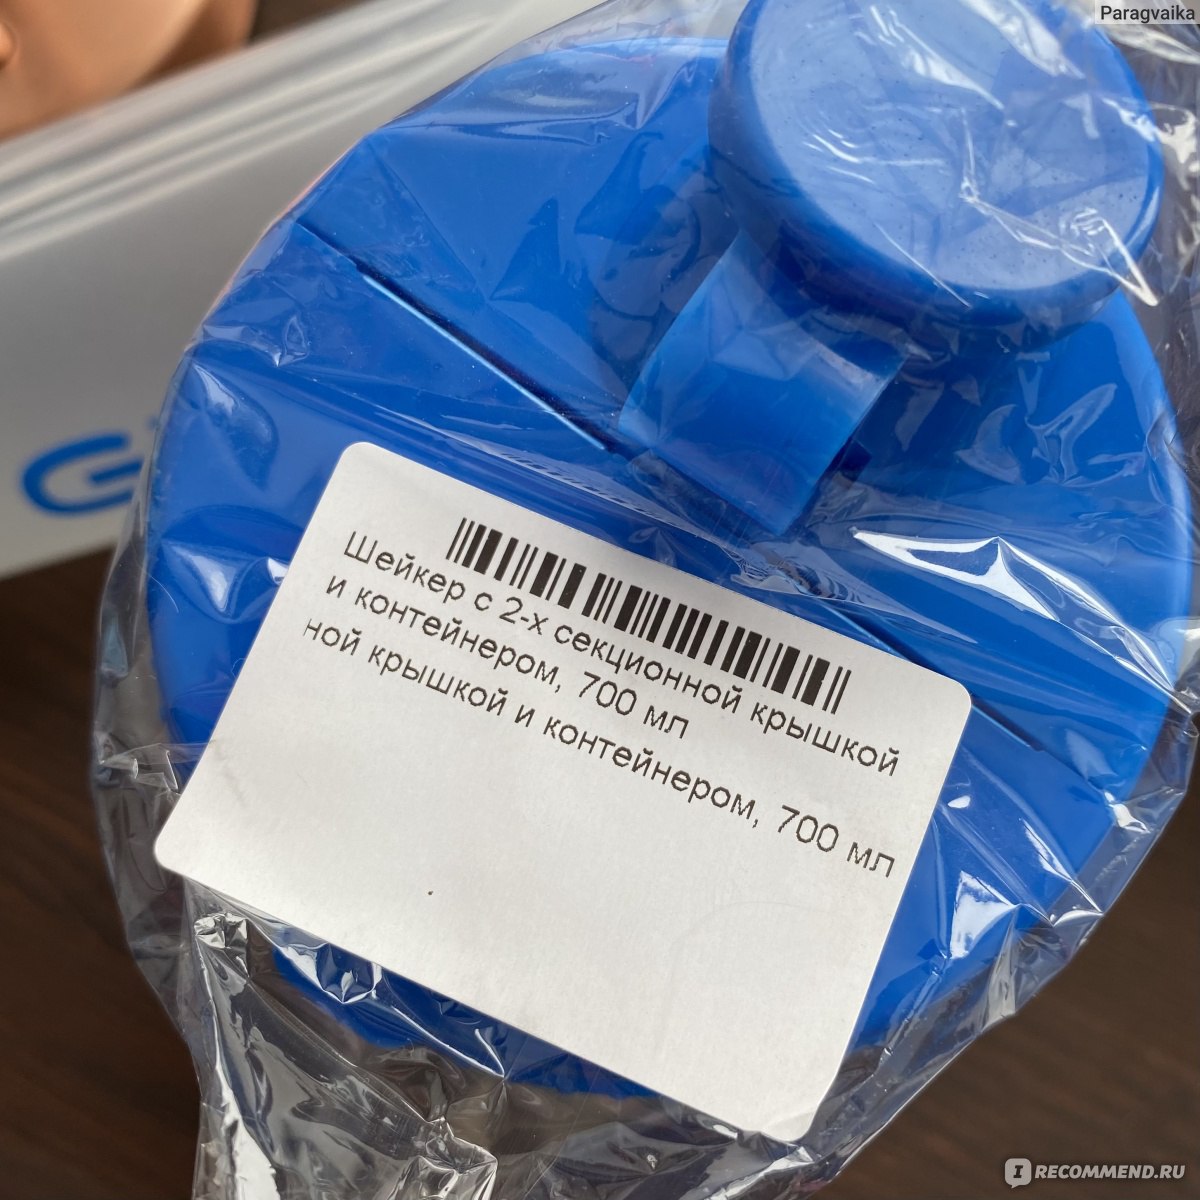 Paragvaika
Шейкер с 2-х секционной крышкой
и контейнером, 700 мл
ной крышкой и контейнером, 700 мл
RECOMMEND.RU